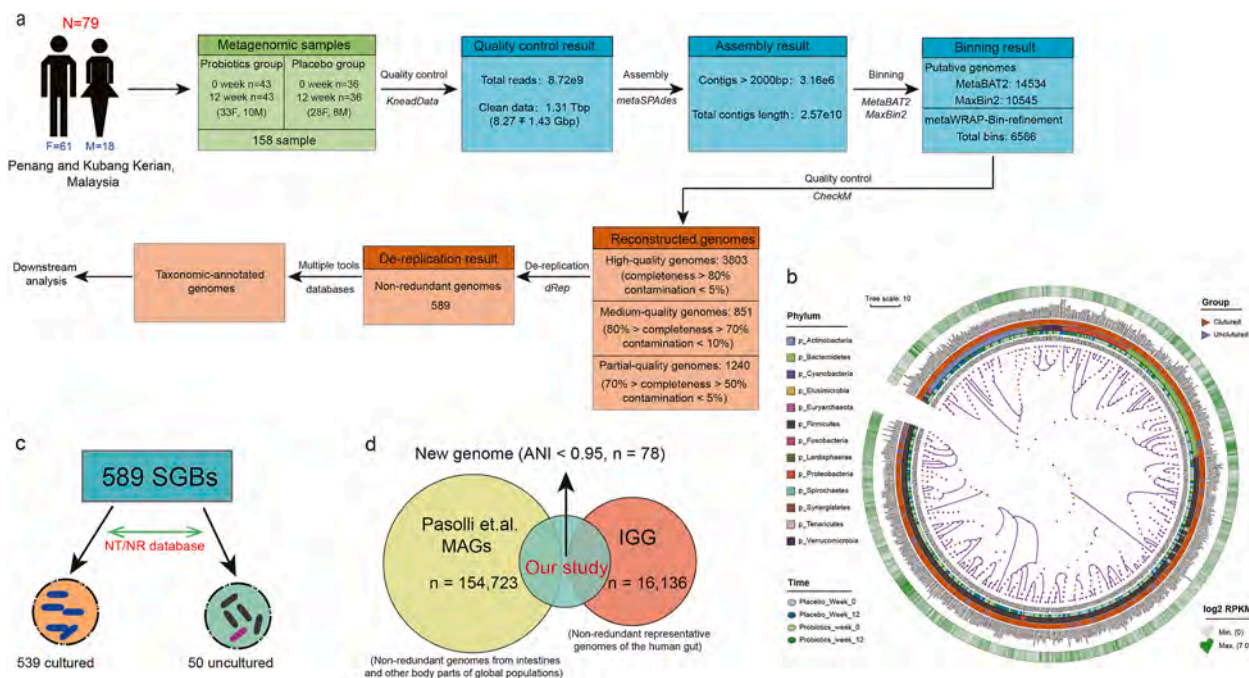 a
N=79
F=61 M=18
Penang and Kubang Kerian,
Malaysia
Metagenomic samples
Probiotics group
0 week n=43
12 week n=43
(33F, 10M)
Placebo group
0 week n=36
12 week n=36
(28F, 8M)
158 sample
Quality control
KneadData
Quality control result
Total reads: 8.72e9
Clean data: 1.31 Tbp
(8.27 ∓ 1.43 Gbp)
Assembly
metaSPAdes
Assembly result
Contigs > 2000bp: 3.16e6
Total contigs length: 2.57e10
Binning
MetaBAT2
MaxBin2
Binning result
Putative genomes
MetaBAT2: 14534
MaxBin2: 10545
metaWRAP-Bin-refinement
Total bins: 6566
Quality control
CheckM
Reconstructed genomes
High-quality genomes: 3803
(completeness > 80%
contamination < 5%)
Medium-quality genomes: 851
(80% > completeness > 70%
contamination < 10%)
Partial-quality genomes: 1240
(70% > completeness > 50%
contamination < 5%)
De-replication
dRep
De-replication result
Non-redundant genomes
589
Multiple tools
databases
Taxonomic-annotated
genomes
Downstream
analysis
b
Tree scale: 10
Phylum
p_Actinobacteria
p_Bacteroidetes
p_Cyanobacteria
p_Elusimicrobia
p_Euryarchaeota
p_Firmicutes
p_Fusobacteria
p_Lentisphaerae
p_Proteobacteria
p_Spirochaetes
p_Synergistetes
p_Tenericutes
p_Verrucomicrobia
Time
Placebo_Week_0
Placebo_Week_12
Probiotics_week_0
Probiotics_week_12
Group
Clutured
Unclutured
log2 RPKM
Min. (0)
Max. (7.0
c
589 SGBs
NT/NR database
539 cultured
50 uncultured
d
New genome (ANI < 0.95, n = 78)
Pasolli et.al.
MAGs
n = 154,723
Our study
IGG
n = 16,136
(Non-redundant representative
genomes of the human gut)
(Non-redundant genomes from intestines
and other body parts of global populations)